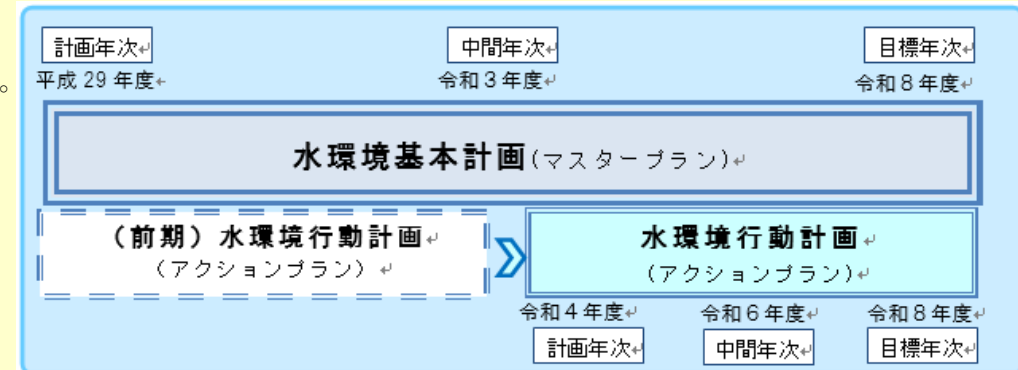 計画年次↵ 中間年次↵ 目標年次↵
。 平成29年度↵ 令和3年度↵ 令和8年度↵
水環境基本計画(マスタープラン)↵
(前期)水環境行動計画↵ 水環境行動計画↵
(アクションプラン)↵ (アクションプラン)↵
令和4年度↵ 令和6年度↵ 令和8年度↵
計画年次↵ 中間年次↵ 目標年次↵